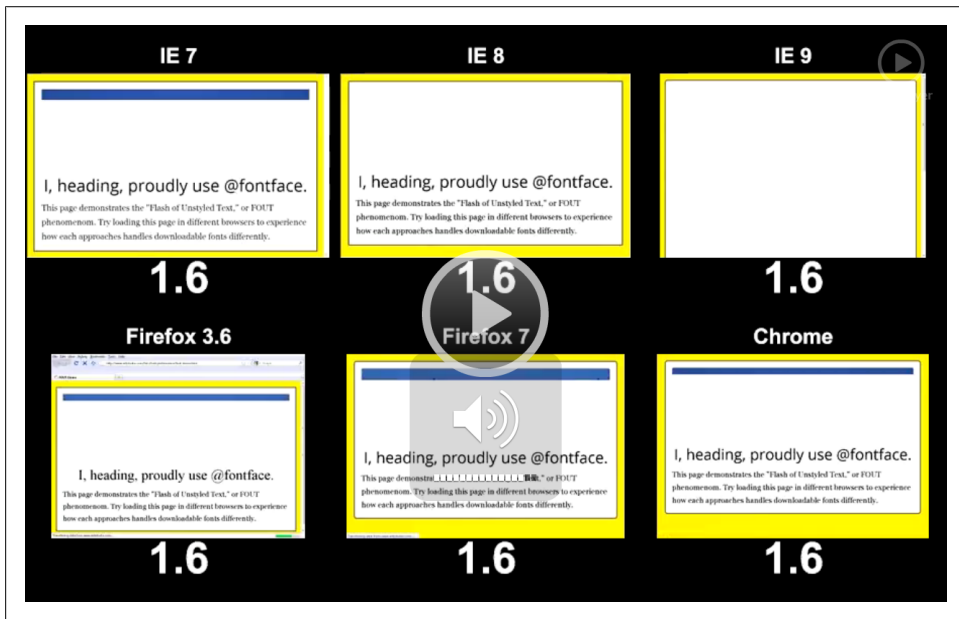 IE 7
IE 8
IE 9
I, heading, proudly use @fontface.
This page demonstrates the "Flash of Unstyled Text," or FOUT
phenomenom. Try loading this page in different browsers to experience
how each approaches handles downloadable fonts differently.
I, heading, proudly use @fontface.
This page demonstrates the "Flash of Unstyled Text," or FOUT
phenomenom. Try loading this page in different browsers to experience
how each approaches handles downloadable fonts differently.
1.6
1.6
1.6
Firefox 3.6
Firefox 7
Chrome
I, heading, proudly use @fontface.
This page demonstrates the "Flash of Unstyled Text," or FOUT
phenomenom. Try loading this page in different browsers to experience
how each approaches handles downloadable fonts differently.
I, heading, proudly use @fontface.
This page " or FOUT
phenomenom. Try loading this page in different browsers to experience
how each approaches handles downloadable fonts differently.
I, heading, proudly use @fontface.
This page demonstrates the "Flash of Unstyled Text," or FOUT
phenomenom. Try loading this page in different browsers to experience
how each approaches handles downloadable fonts differently.
1.6
1.6
1.6